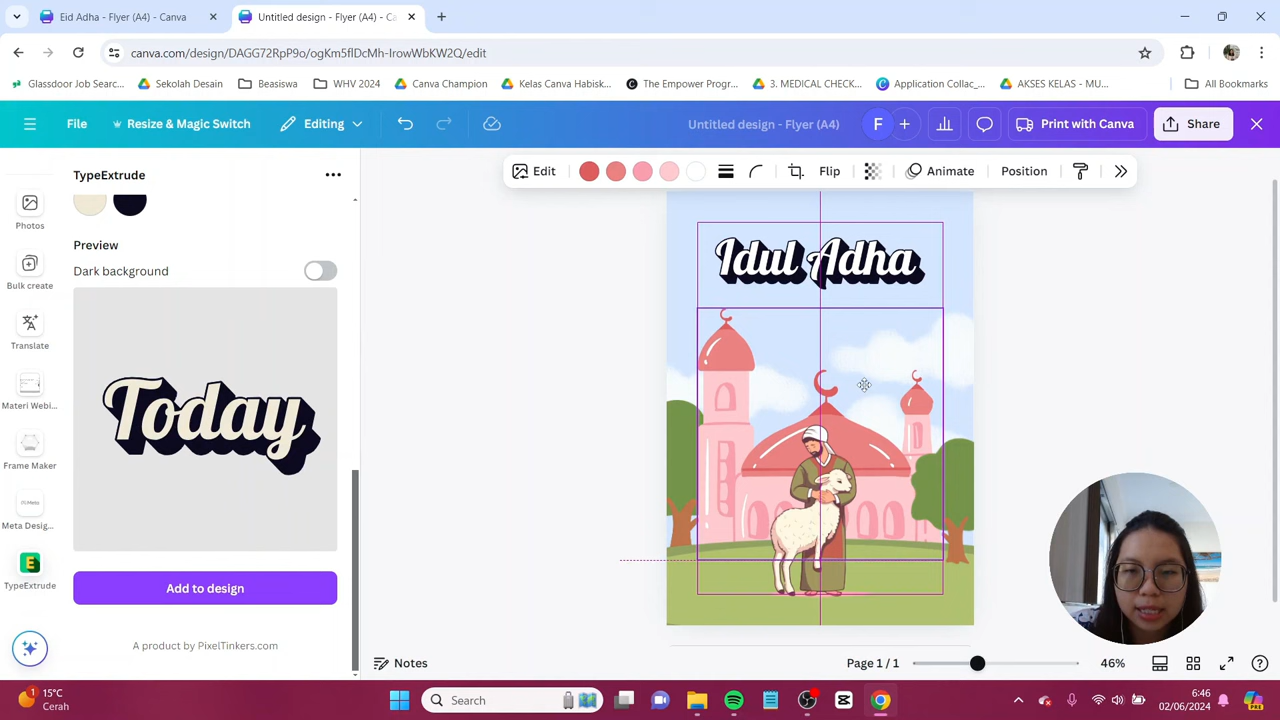 Eid Adha - Flyer (A4) - Canva
Untitled design - Flyer (A4) - Ca
canva.com/design/DAGG72RpP9o/ogKm5flDcMh-IrowWbKW2Q/edit
Glassdoor Job Searc...
Sekolah Desain
Beasiswa
WHV 2024
Canva Champion
Kelas Canva Habisk...
The Empower Progr...
3. MEDICAL CHECK...
Application Collac_...
AKSES KELAS - MU...
All Bookmarks
File
Resize & Magic Switch
Editing
Untitled design - Flyer (A4)
F
Print with Canva
Share
TypeExtrude
Edit
Flip
Animate
Position
Photos
Bulk create
Translate
Materi Webi...
Frame Maker
Meta Desig...
TypeExtrude
Preview
Dark background
Today
Add to design
A product by PixelTinkers.com
Idul Adha
Notes
Page 1 / 1
46%
15°C
Cerah
Search
6:46
02/06/2024